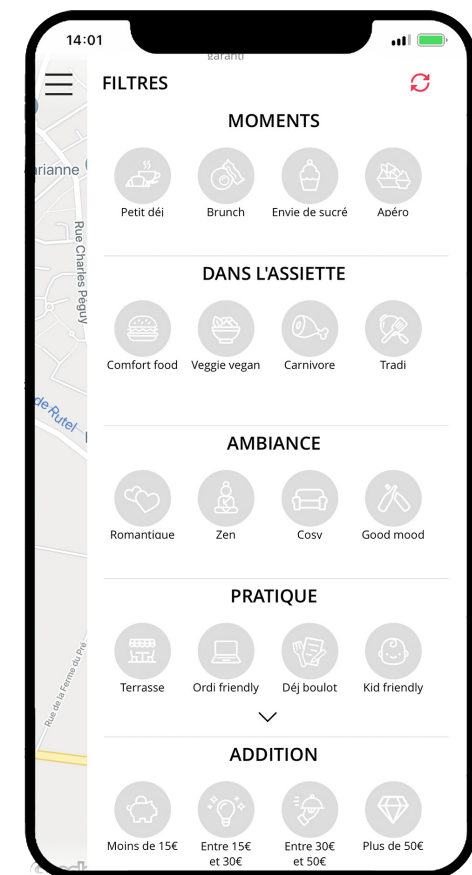 14:01
garanti
FILTRES
MOMENTS
Petit déj
Brunch
Envie de sucré
Apéro
DANS L'ASSIETTE
Comfort food
Veggie vegan
Carnivore
Tradi
AMBIANCE
Romantique
Zen
Cosy
Good mood
PRATIQUE
Terrasse
Ordi friendly
Déj boulot
Kid friendly
ADDITION
Moins de 15€
Entre 15€
et 30€
Entre 30€
et 50€
Plus de 50€
arianne
Rue Charles Péguy
de Rutel
Rue de la Ferme du Pré